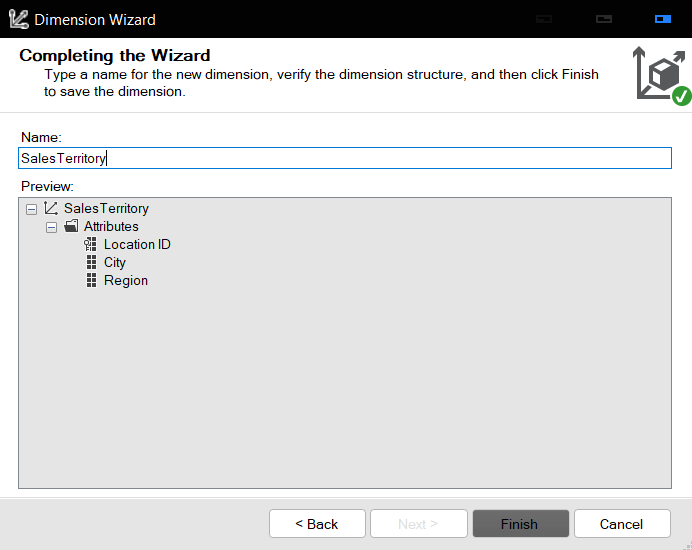 Dimension Wizard
Completing the Wizard
Type a name for the new dimension, verify the dimension structure, and then click Finish
to save the dimension.
Name:
SalesTerritory
Preview:
SalesTerritory
Attributes
Location ID
City
Region
< Back
Next >
Finish
Cancel